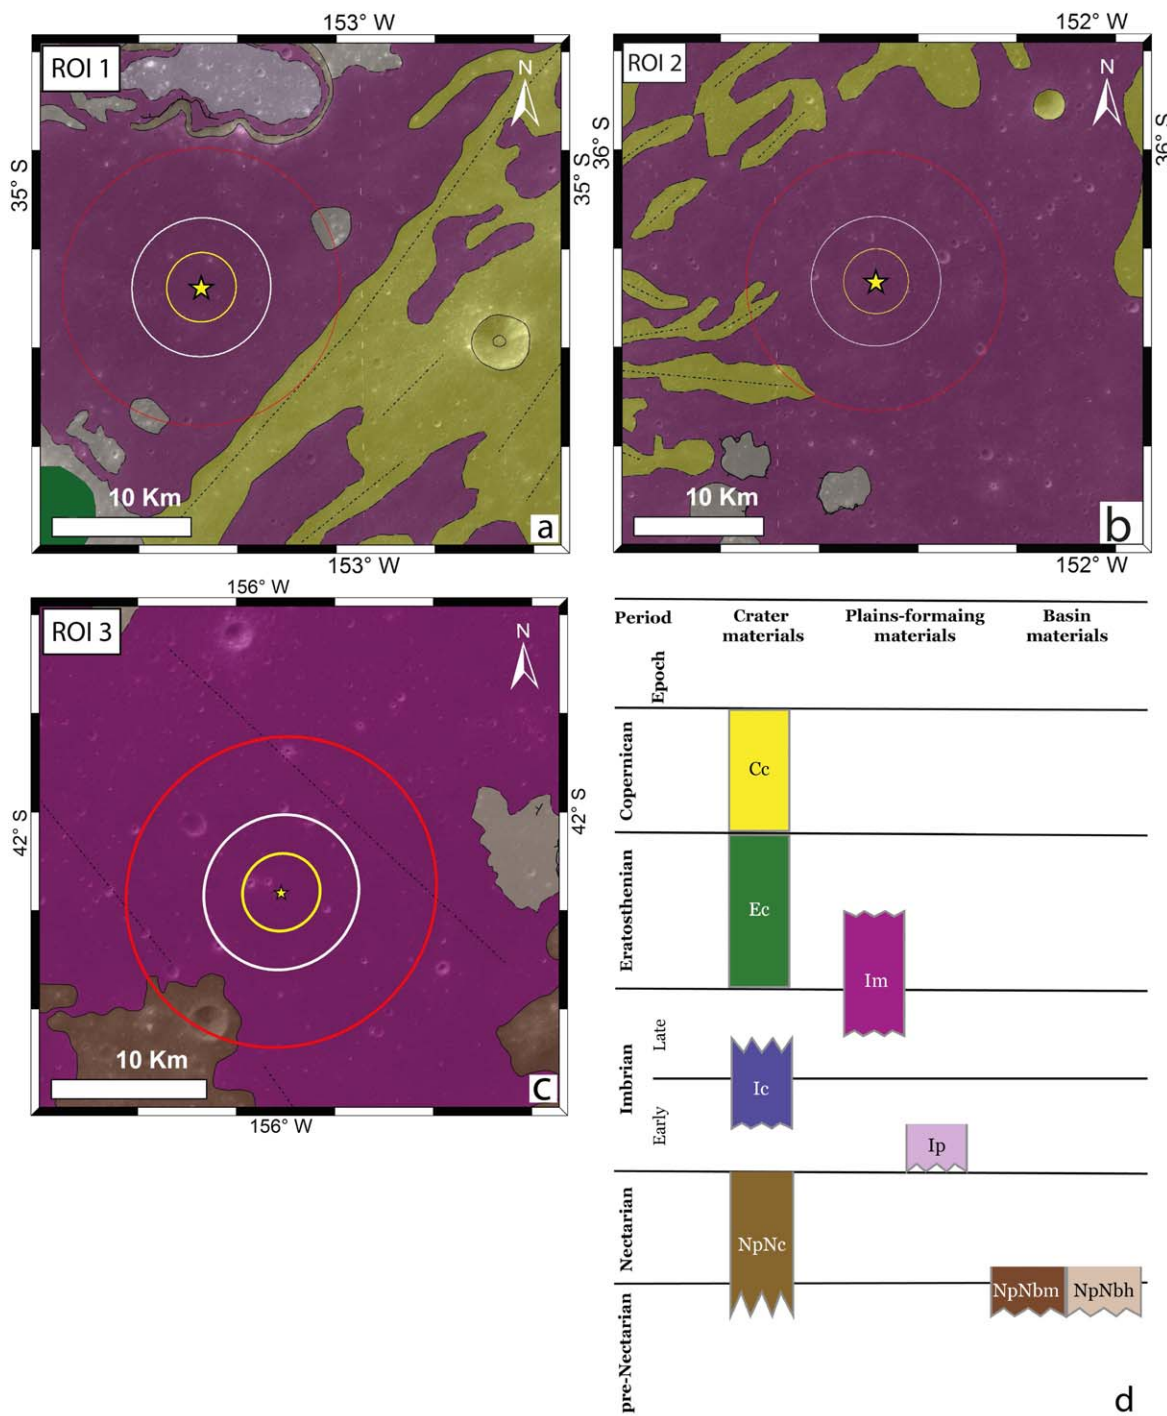 153° W
152° W
ROI 1
N
35° S
35° S
10 Km
a
153° W
ROI 2
N
36° S
36° S
10 Km
b
152° W
156° W
ROI 3
N
42° S
42° S
10 Km
c
156° W
Period
Crater
materials
Plains-formaing
materials
Basin
materials
Epoch
Copernican
Cc
Eratosthenian
Ec
Im
Imbrian
Late
Ic
Early
Ip
Nectarian
NpNc
NpNbm
NpNbh
pre-Nectarian
d